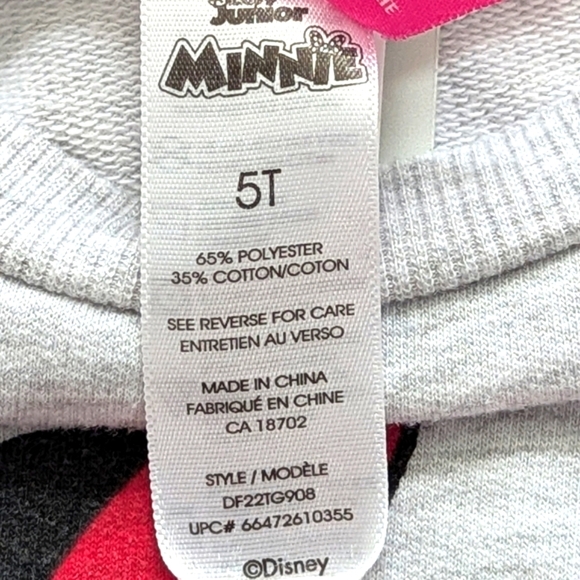 Disney
Junior
MINNIE
5T
65% POLYESTER
35% COTTON/COTON
SEE REVERSE FOR CARE
ENTRETIEN AU VERSO
MADE IN CHINA
FABRIQUÉ EN CHINE
CA 18702
STYLE / MODÈLE
DF22TG908
UPC# 66472610355
©Disney